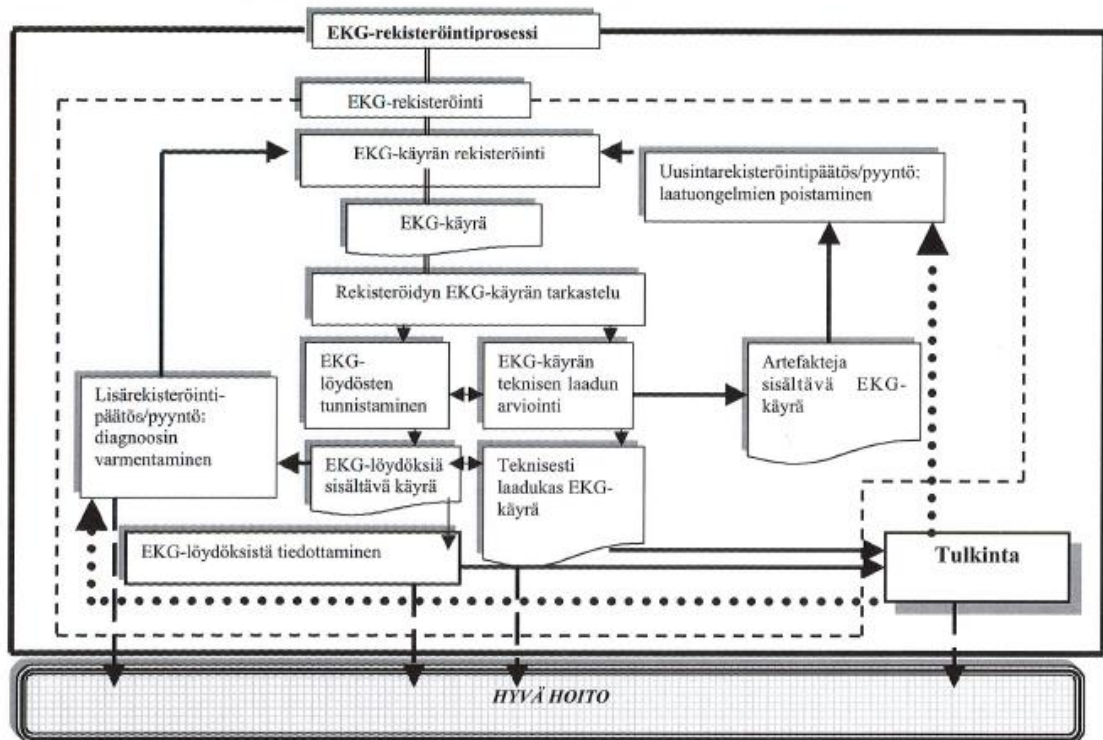 EKG-rekisteröintiprosessi
EKG-rekisteröinti
EKG-käyrän rekisteröinti
Uusintarekisteröintipäätös/pyyntö:
laatuongelmien poistaminen
EKG-käyrä
Rekisteröidyn EKG-käyrän tarkastelu
EKG-
löydösten
tunnistaminen
EKG-käyrän
teknisen laadun
arviointi
Artefakteja
sisältävä EKG-
käyrä
Lisärekisteröinti-
päätös/pyyntö:
diagnoosin
varmentaminen
EKG-löydöksiä
sisältävä käyrä
Teknisesti
laadukas EKG-
käyrä
EKG-löydöksistä tiedottaminen
Tulkinta
HYVÄ HOITO